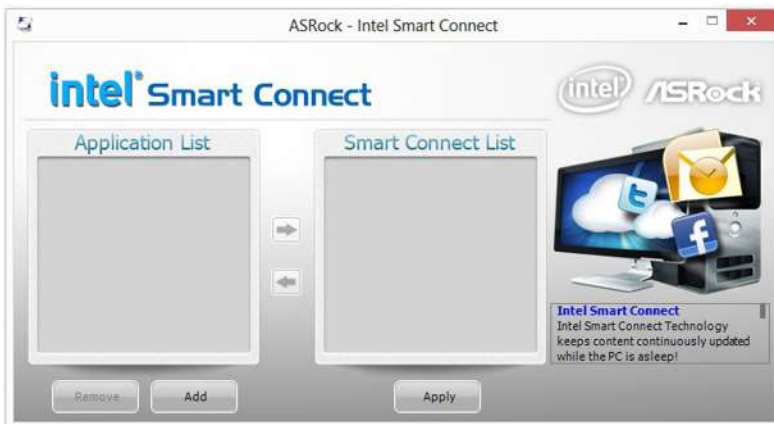 ASRock - Intel Smart Connect
intel Smart Connect
intel ASRock
Application List
Smart Connect List
Intel Smart Connect
Intel Smart Connect Technology
keeps content continuously updated
while the PC is asleep!
Remove
Add
Apply